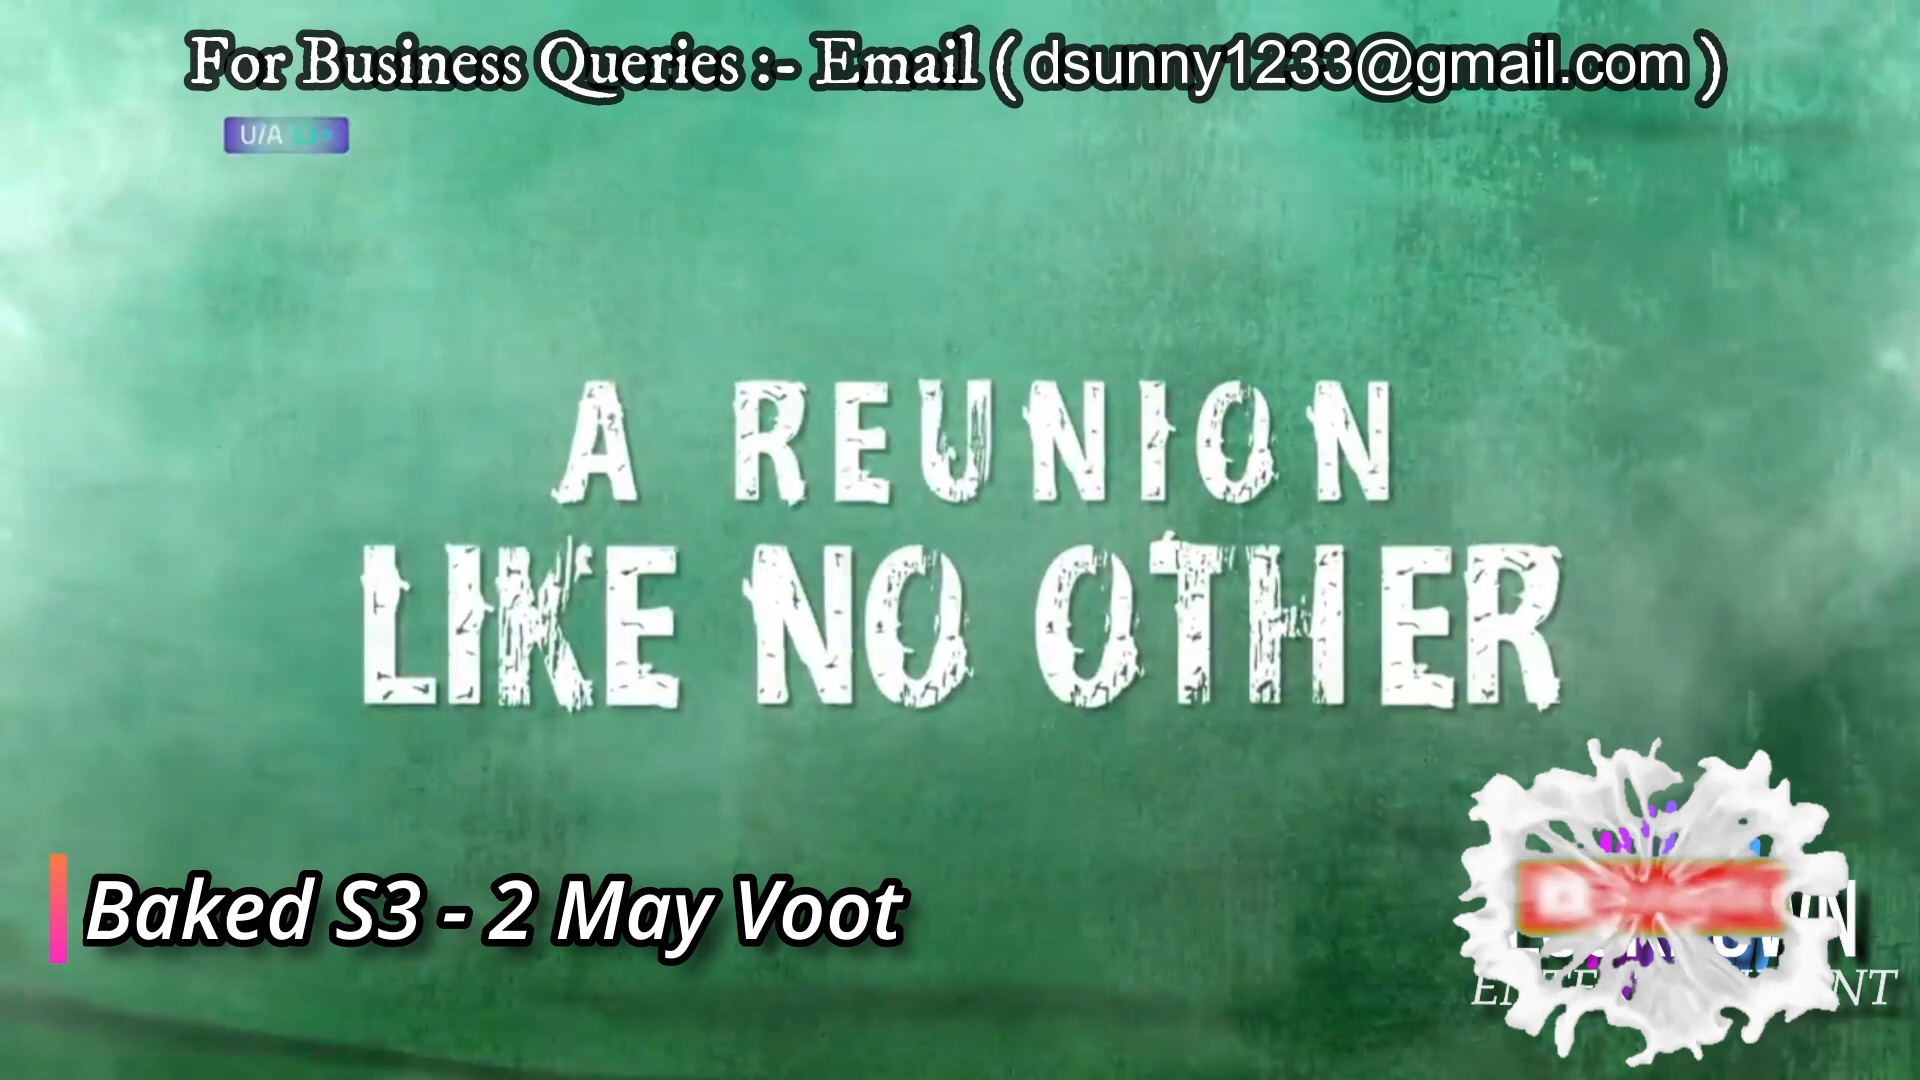 For Business Queries :- Email ( dsunny1233@gmail.com )
U/A
A REUNION
LIKE NO OTHER
Baked S3 - 2 May Voot